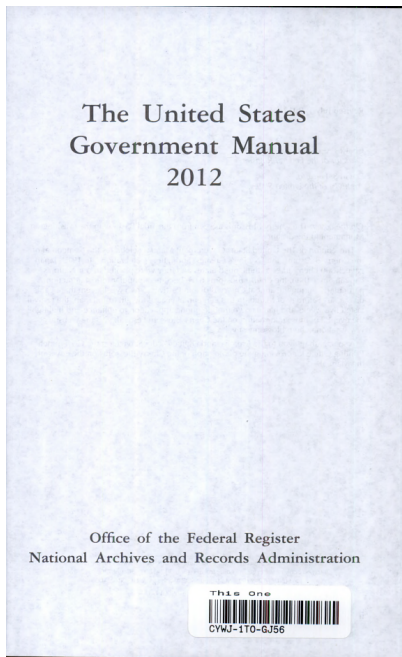 The United States
Government Manual
2012
Office of the Federal Register
National Archives and Records Administration
This One
CYWJ-1T0-GJ56